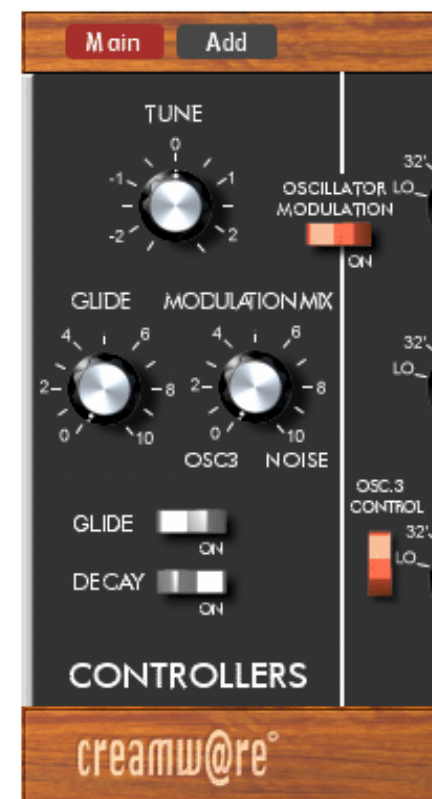 Main Add
TUNE
0
-1 1
-2 2
OSCILLATOR
MODULATION
ON
32'
LO
GLIDE MODULATION MIX
4 6
2 8
0 10
4 6
2 8
0 10
OSC3 NOISE
32'
LO
GLIDE
ON
DECAY
ON
OSC.3
CONTROL
32'
LO
CONTROLLERS
creamw@re°